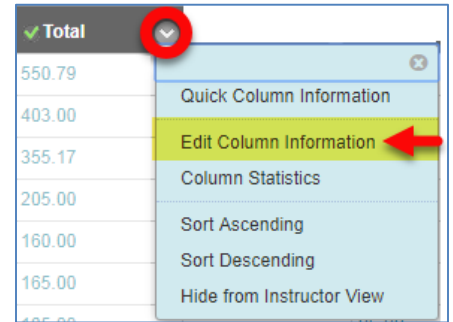 Total
550.79
Quick Column Information
403.00
Edit Column Information
355.17
Column Statistics
205.00
Sort Ascending
160.00
Sort Descending
165.00
Hide from Instructor View